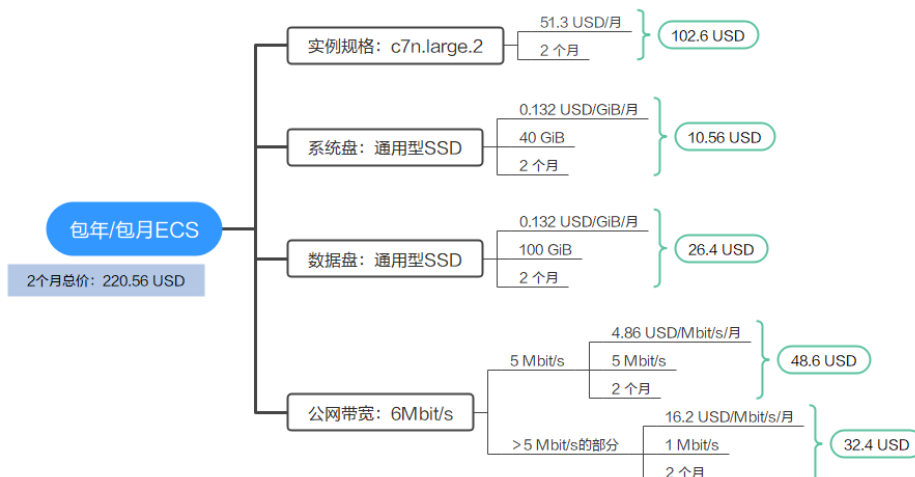 包年/包月ECS
2个月总价：220.56 USD
实例规格：c7n.large.2
51.3 USD/月
2 个月
102.6 USD
系统盘：通用型SSD
0.132 USD/GiB/月
40 GiB
2 个月
10.56 USD
数据盘：通用型SSD
0.132 USD/GiB/月
100 GiB
2 个月
26.4 USD
公网带宽：6Mbit/s
5 Mbit/s
4.86 USD/Mbit/s/月
5 Mbit/s
2 个月
48.6 USD
>5 Mbit/s的部分
16.2 USD/Mbit/s/月
1 Mbit/s
2 个月
32.4 USD